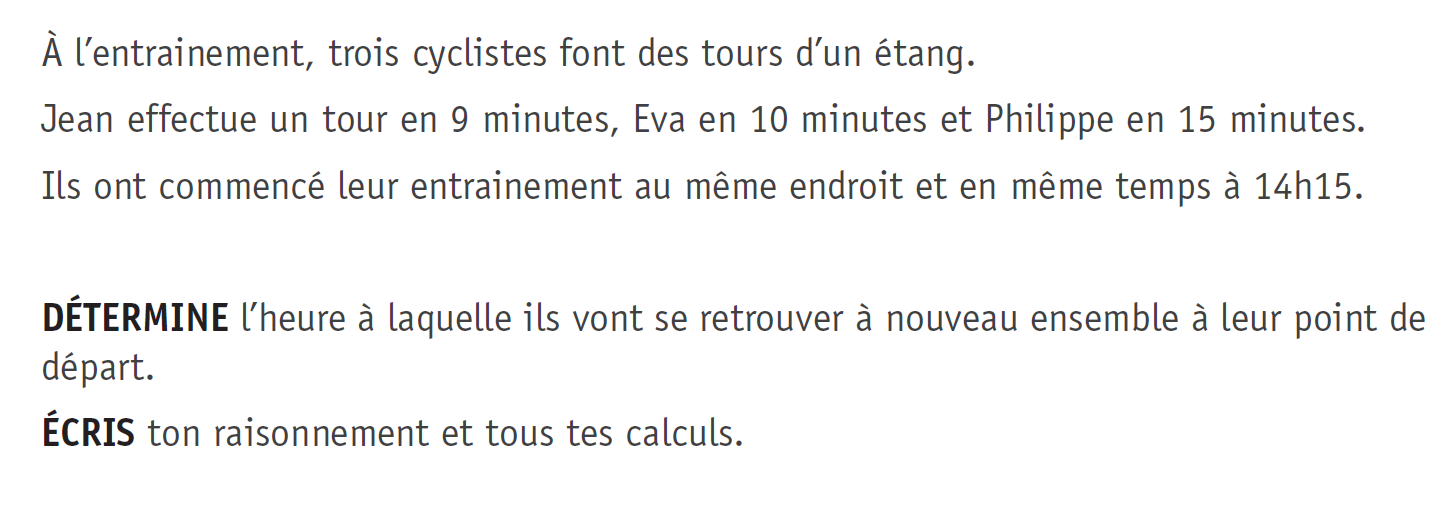 À l’entrainement, trois cyclistes font des tours d’un étang.
Jean effectue un tour en 9 minutes, Eva en 10 minutes et Philippe en 15 minutes.
Ils ont commencé leur entrainement au même endroit et en même temps à 14h15.
DÉTERMINE l’heure à laquelle ils vont se retrouver à nouveau ensemble à leur point de
départ.
ÉCRIS ton raisonnement et tous tes calculs.